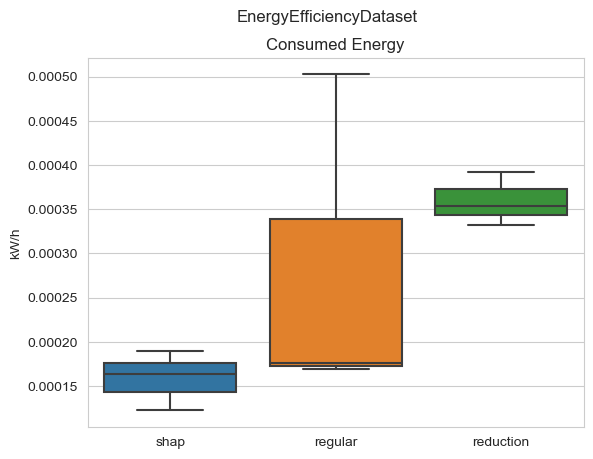 EnergyEfficiencyDataset
Consumed Energy
0.00050
0.00045
0.00040
0.00035
0.00030
0.00025
0.00020
0.00015
kW/h
shap regular reduction